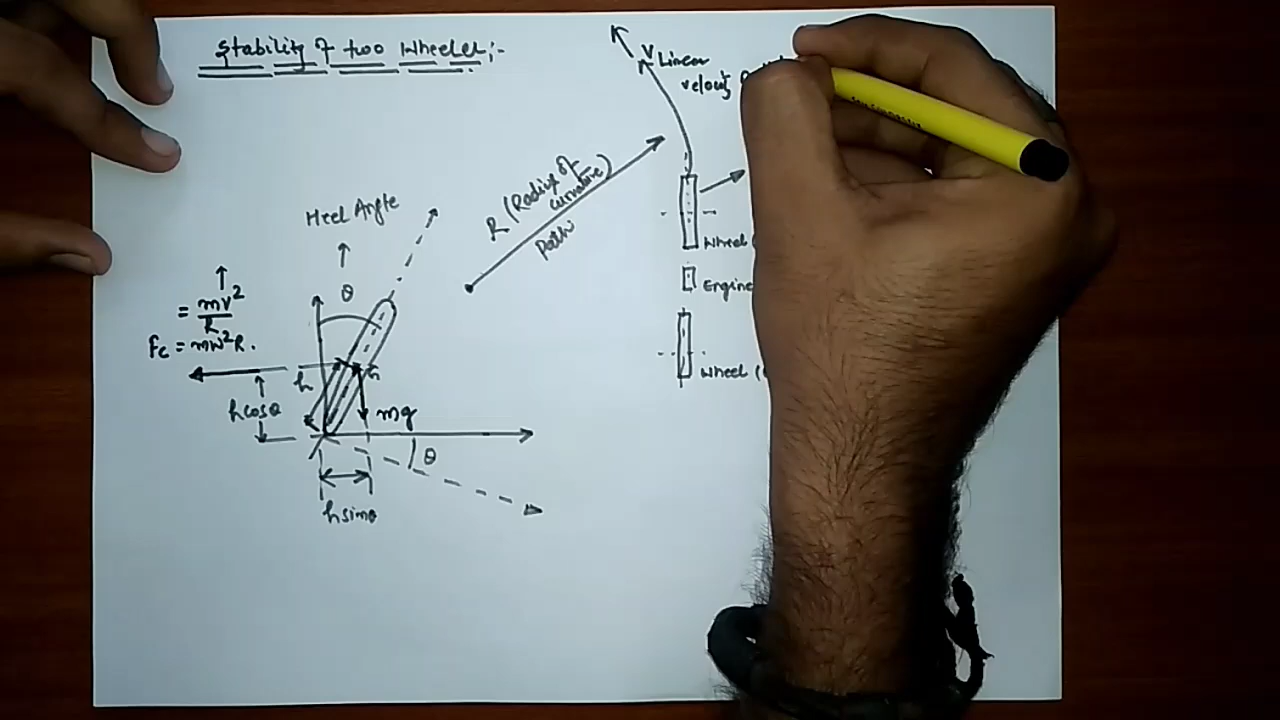 Stability of two Wheeler:-
V
Linear
velocity
R (Radius of
curvature)
Path
Heel Angle
θ
= mv²
R
Fc = mω²R.
h
h
hcosθ
mg
θ
hsinθ
Wheel (
Engine
Wheel (